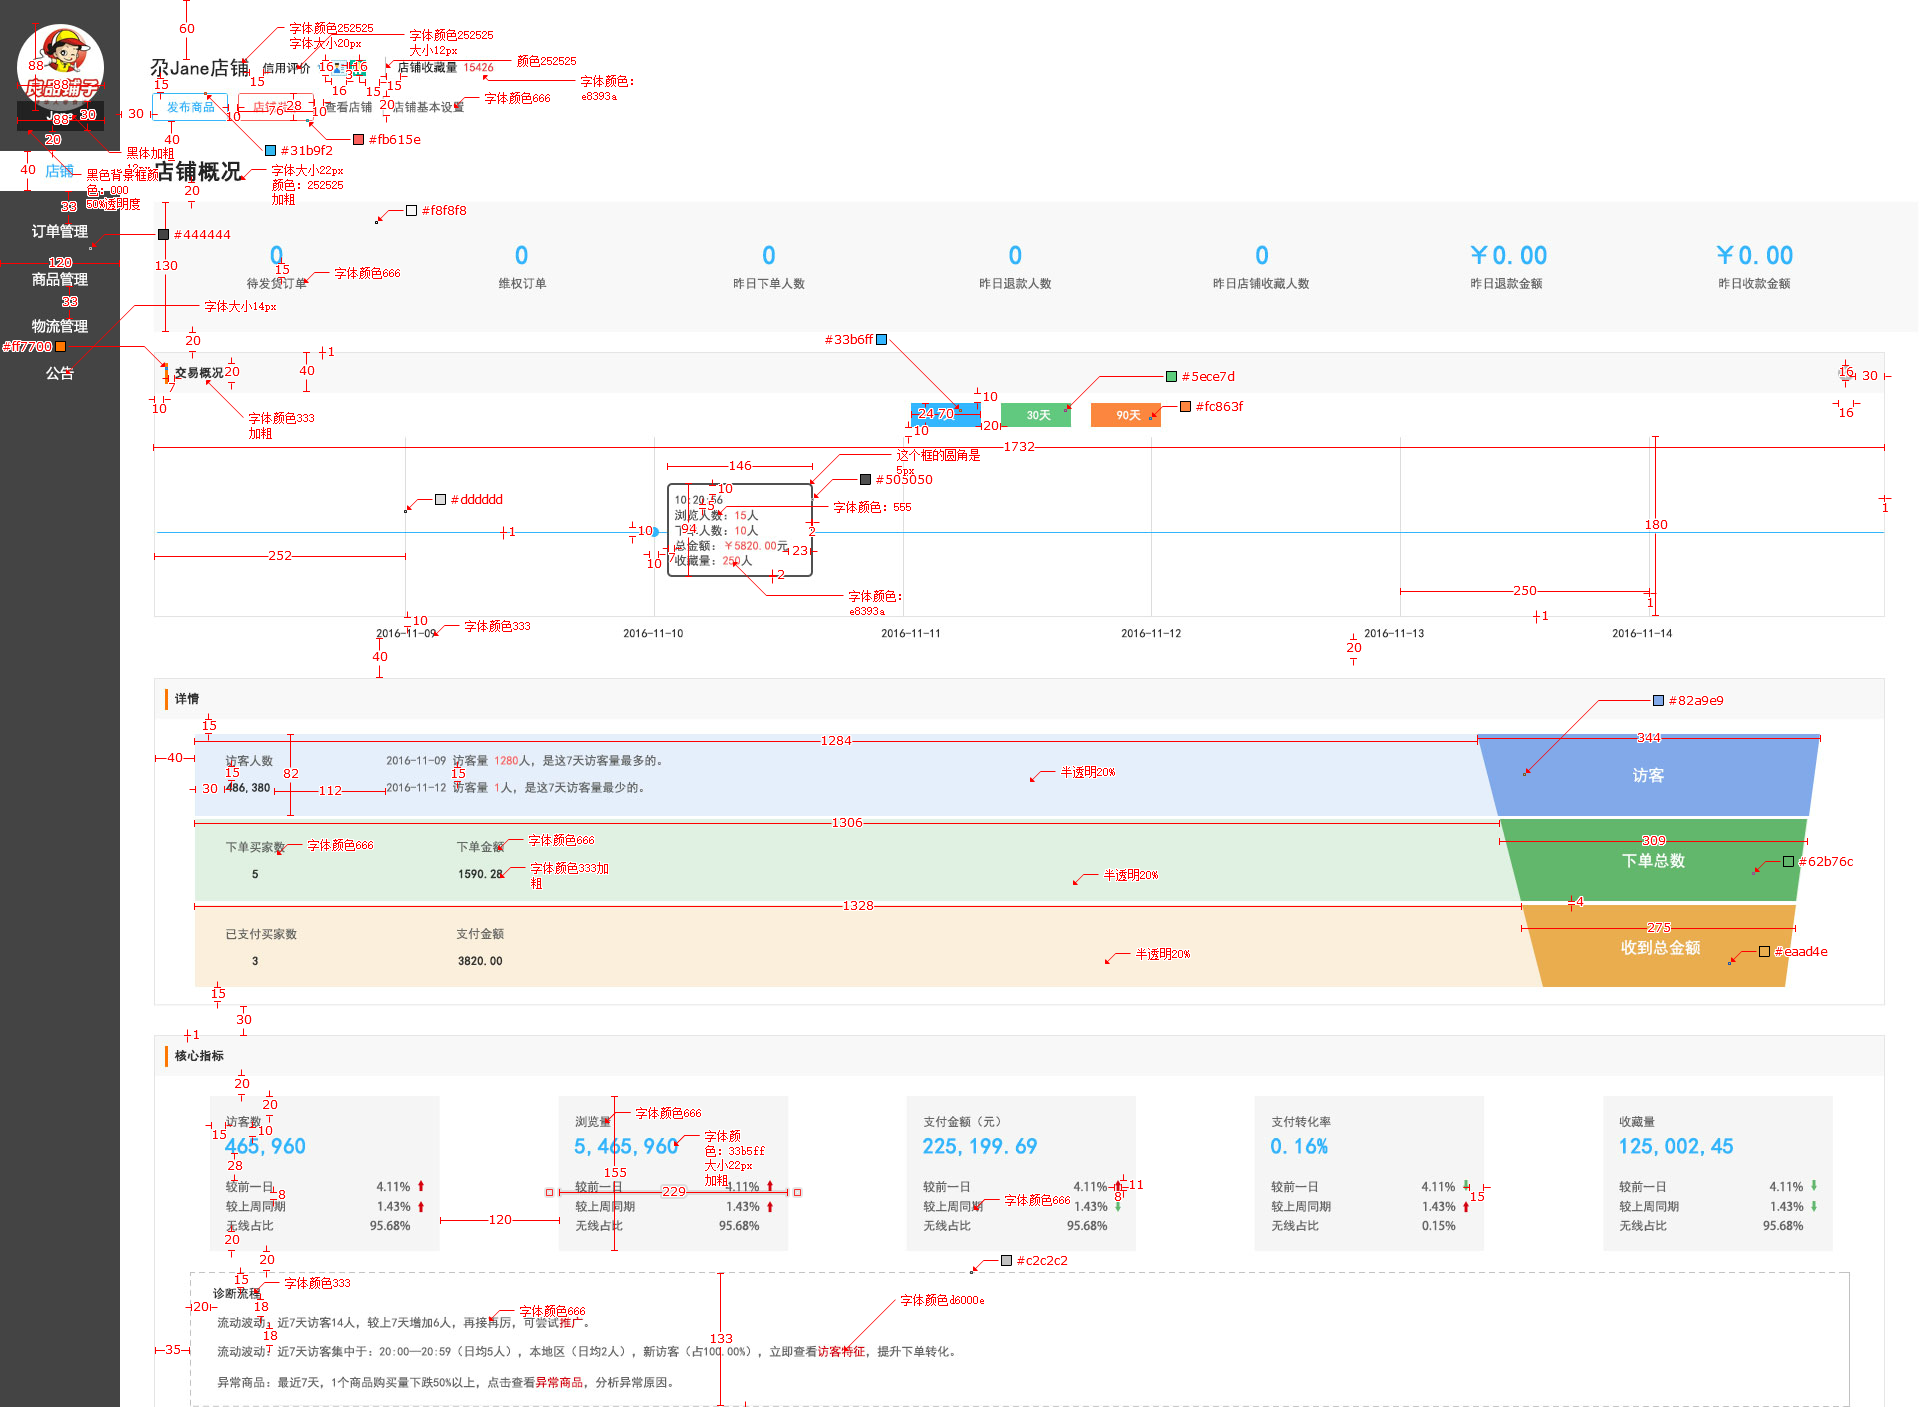 60
字体颜色252525
字体大小20px
字体颜色252525
大小12px
颜色252525
尕Jane店铺
信用评价
店铺收藏量 15426
字体颜色：
e8393a
88
良品铺子
88
15
15
16
16
3
16
15
15
发布商品
10
76
28
10
查看店铺
20
店铺基本设置
字体颜色666
30
88
30
40
#fb615e
#31b9f2
20
黑体加粗
12px
40
店铺
黑色背景框颜
色：000
50%透明度
店铺概况
字体大小22px
颜色：252525
加粗
20
33
#f8f8f8
订单管理
#444444
120
130
商品管理
33
物流管理
公告
字体大小14px
#ff7700
0
待发货订单
15
字体颜色666
0
维权订单
0
昨日下单人数
0
昨日退款人数
0
昨日店铺收藏人数
￥0.00
昨日退款金额
￥0.00
昨日收款金额
20
1
#33b6ff
交易概况
20
40
7
10
字体颜色333
加粗
#5ece7d
#fc863f
16
30
16
24
70
10
10
20
30天
90天
1732
这个框的圆角是
5px
146
#505050
#dddddd
10:20:56
10
5
浏览人数：15人
下单人数：10人
总金额：￥5820.00元
收藏量：250人
94
字体颜色：555
2
23
7
10
10
2
1
252
字体颜色：
e8393a
180
1
250
1
1
10
字体颜色333
2016-11-09
2016-11-10
2016-11-11
2016-11-12
2016-11-13
2016-11-14
40
20
详情
#82a9e9
15
40
1284
344
访客人数
15
30
486,380
82
112
2016-11-09 访客量 1280人，是这7天访客量最多的。
15
2016-11-12 访客量 1人，是这7天访客量最少的。
半透明20%
访客
1306
309
下单买家数
字体颜色666
5
下单金额
字体颜色666
1590.28
字体颜色333加
粗
半透明20%
下单总数
#62b76c
1328
4
275
已支付买家数
3
支付金额
3820.00
半透明20%
收到总金额
#eaad4e
15
30
1
核心指标
20
20
访客数
15
10
465,960
28
较前一日 4.11%
8
较上周同期 1.43%
无线占比 95.68%
20
120
浏览量
字体颜色666
5,465,960
字体颜
色：33b5ff
大小22px
加粗
155
较前一日 4.11%
229
较上周同期 1.43%
无线占比 95.68%
支付金额（元）
225,199.69
较前一日 4.11%
11
8
字体颜色666
较上周同期 1.43%
无线占比 95.68%
支付转化率
0.16%
较前一日 4.11%
15
较上周同期 1.43%
无线占比 0.15%
收藏量
125,002,45
较前一日 4.11%
较上周同期 1.43%
无线占比 95.68%
20
#c2c2c2
15
字体颜色333
诊断流程
20
18
字体颜色666
字体颜色d6000e
流动波动：近7天访客14人，较上7天增加6人，再接再厉，可尝试推广。
18
133
35
流动波动：近7天访客集中于：20:00—20:59（日均5人），本地区（日均2人），新访客（占100.00%），立即查看访客特征，提升下单转化。
异常商品：最近7天，1个商品购买量下跌50%以上，点击查看异常商品，分析异常原因。